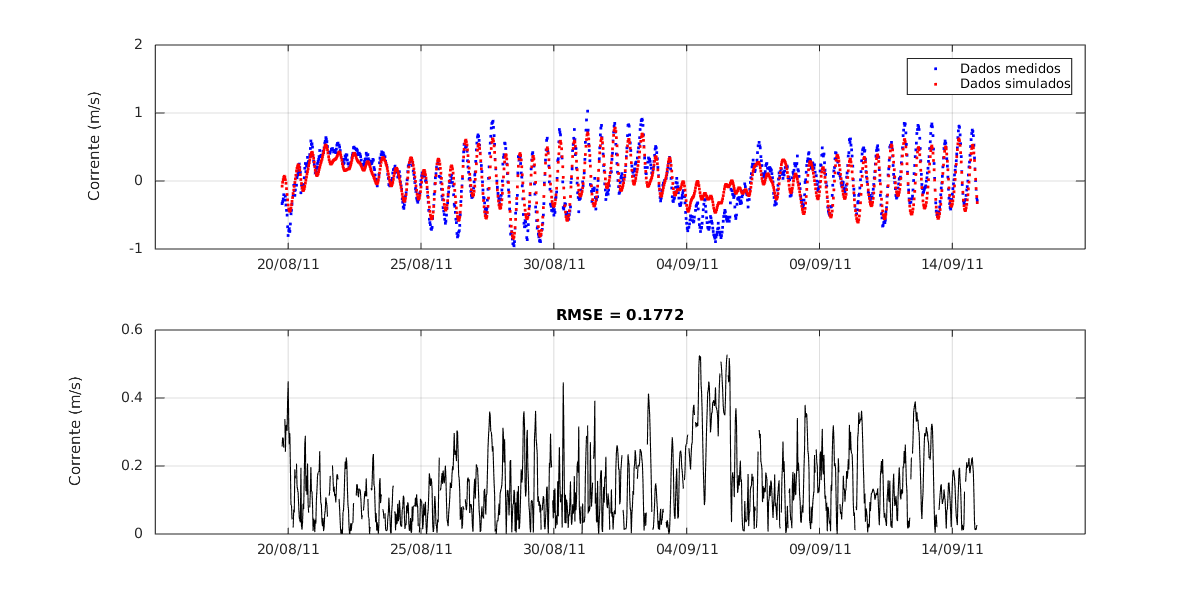 2
1
0
-1
Corrente (m/s)
Dados medidos
Dados simulados
20/08/11 25/08/11 30/08/11 04/09/11 09/09/11 14/09/11
RMSE = 0.1772
0.6
0.4
0.2
0
Corrente (m/s)
20/08/11 25/08/11 30/08/11 04/09/11 09/09/11 14/09/11